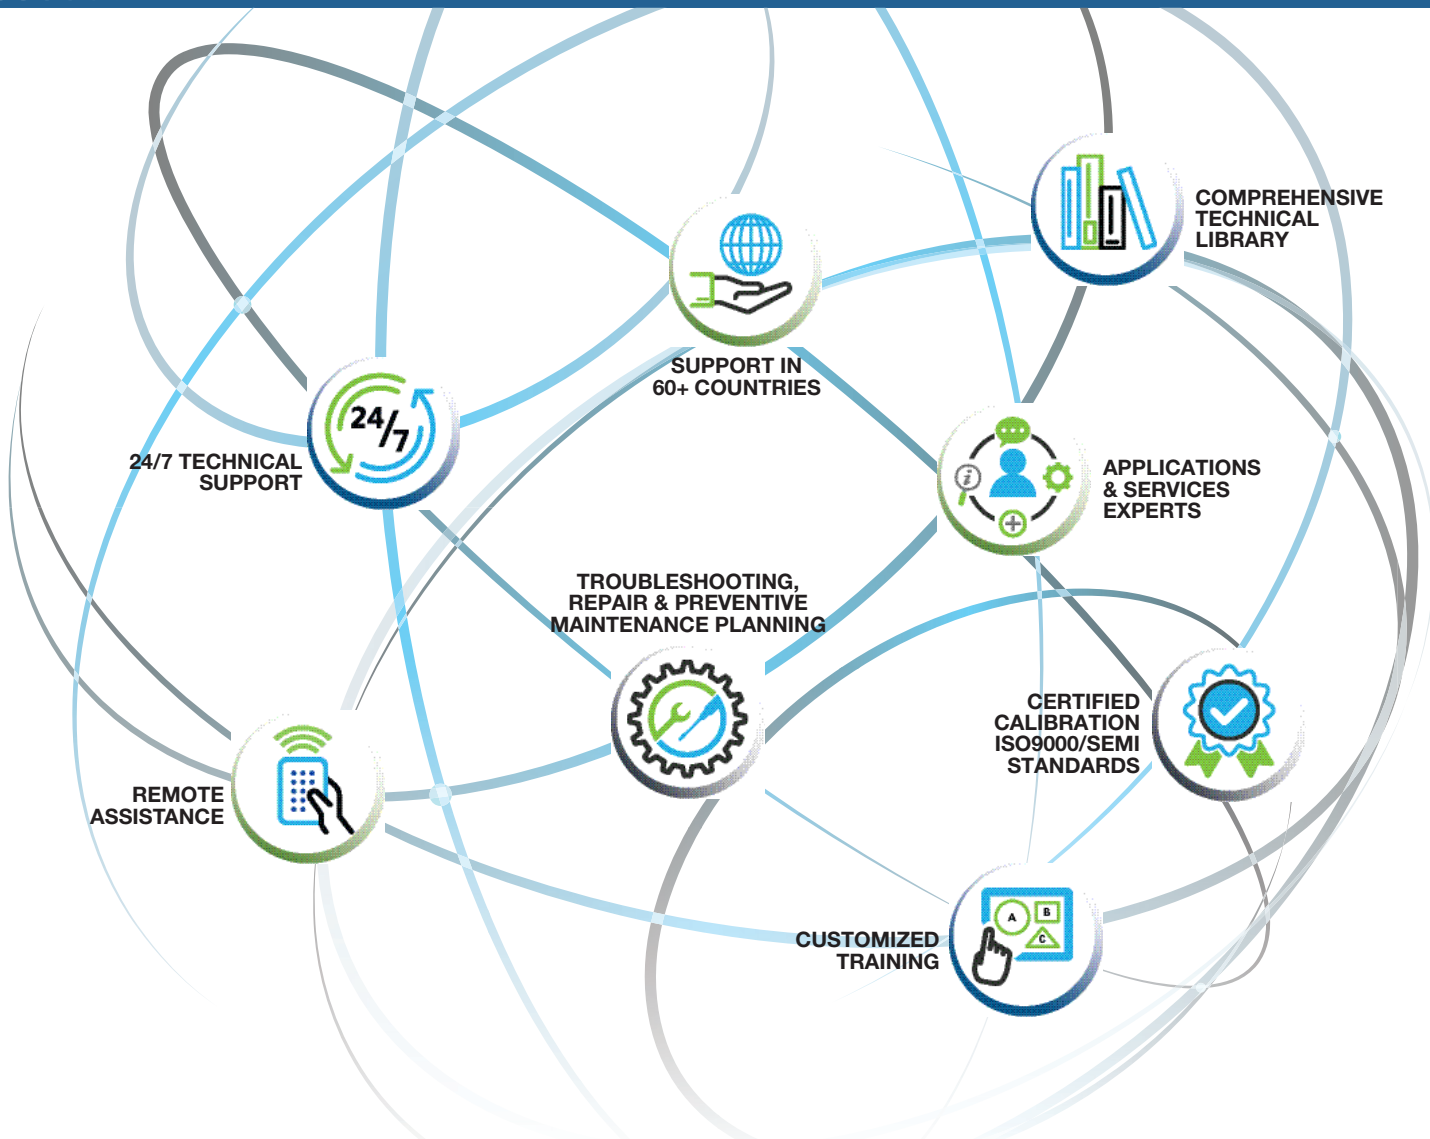 COMPREHENSIVE
TECHNICAL
LIBRARY
SUPPORT IN
60+ COUNTRIES
24/7
24/7 TECHNICAL
SUPPORT
i
APPLICATIONS
& SERVICES
EXPERTS
TROUBLESHOOTING,
REPAIR & PREVENTIVE
MAINTENANCE PLANNING
CERTIFIED
CALIBRATION
ISO9000/SEMI
STANDARDS
REMOTE
ASSISTANCE
A
B
C
CUSTOMIZED
TRAINING